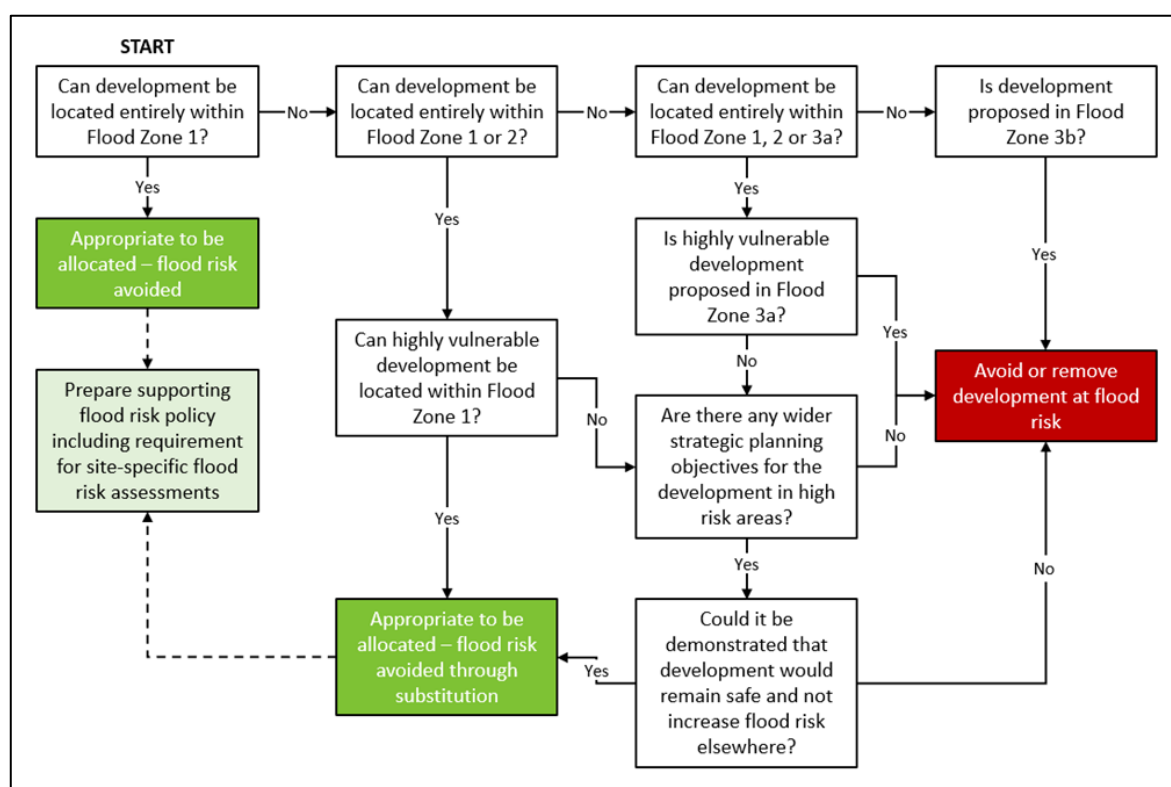 START
Can development be
located entirely within
Flood Zone 1?
No
Can development be
located entirely within
Flood Zone 1 or 2?
No
Can development be
located entirely within
Flood Zone 1, 2 or 3a?
No
Is development
proposed in Flood
Zone 3b?
Yes
Yes
Yes
Yes
Appropriate to be
allocated – flood risk
avoided
Is highly vulnerable
development
proposed in Flood
Zone 3a?
Yes
No
Can highly vulnerable
development be
located within Flood
Zone 1?
No
Yes
Prepare supporting
flood risk policy
including requirement
for site-specific flood
risk assessments
Are there any wider
strategic planning
objectives for the
development in high
risk areas?
No
Yes
Avoid or remove
development at flood
risk
Appropriate to be
allocated – flood risk
avoided through
substitution
Yes
Could it be
demonstrated that
development would
remain safe and not
increase flood risk
elsewhere?
No